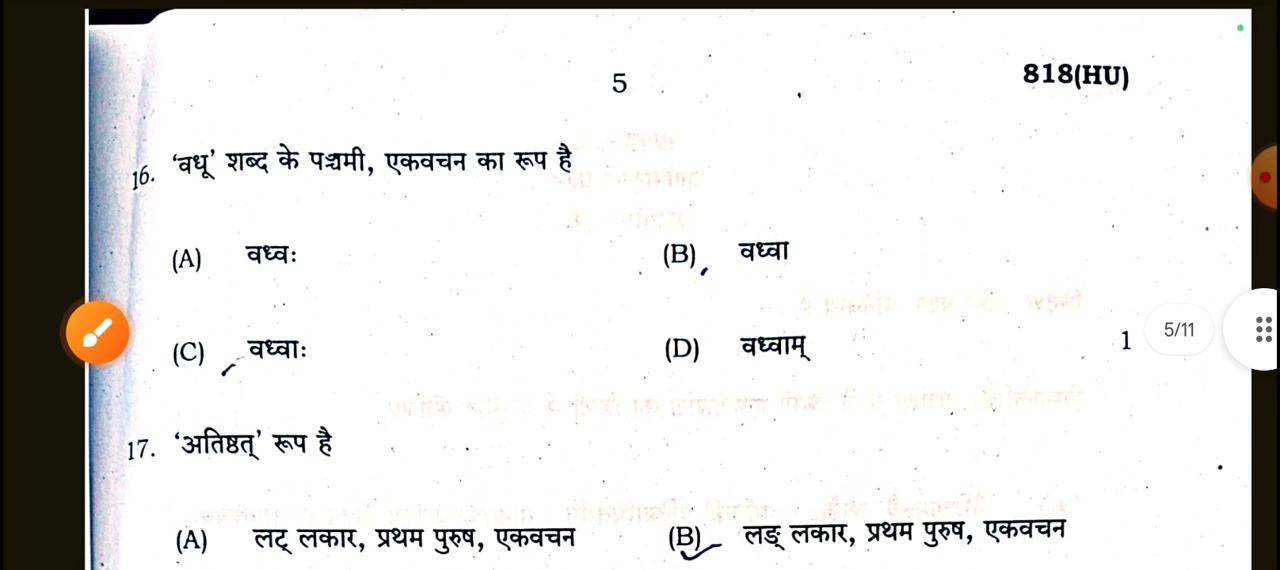 5
818(HU)
16. ‘वधू’ शब्द के पञ्चमी, एकवचन का रूप है
(A) वध्वः
(B) वध्वा
(C) वध्वाः
(D) वध्वाम्
1
5/11
17. ‘अतिष्ठत्’ रूप है
(A) लट् लकार, प्रथम पुरुष, एकवचन
(B) लङ् लकार, प्रथम पुरुष, एकवचन